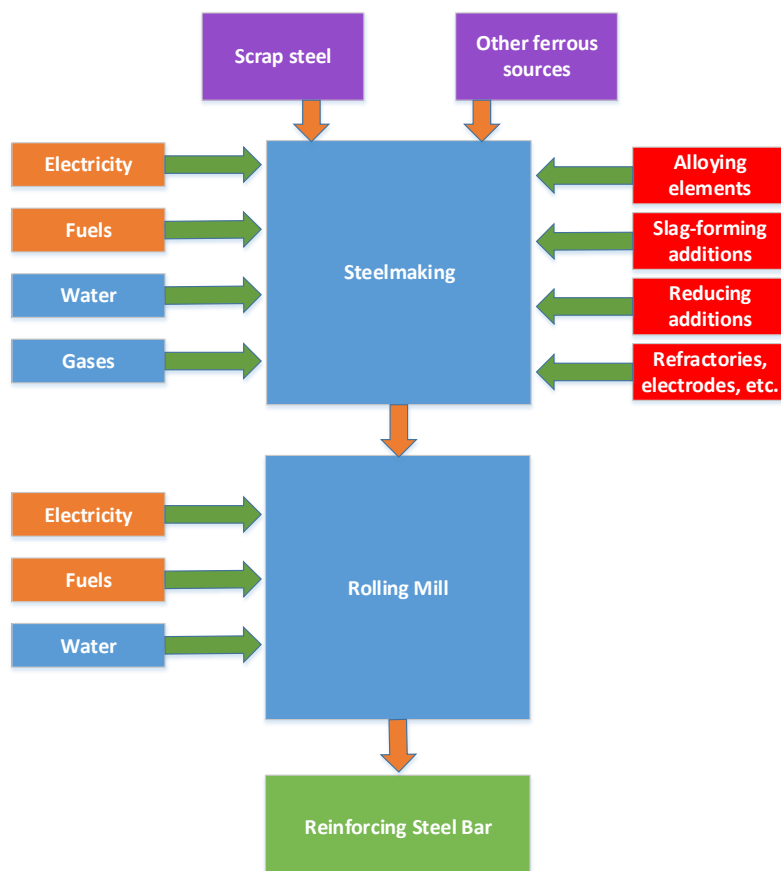 Scrap steel
Other ferrous
sources
Electricity
Fuels
Water
Gases
Steelmaking
Alloying
elements
Slag-forming
additions
Reducing
additions
Refractories,
electrodes, etc.
Electricity
Fuels
Water
Rolling Mill
Reinforcing Steel Bar